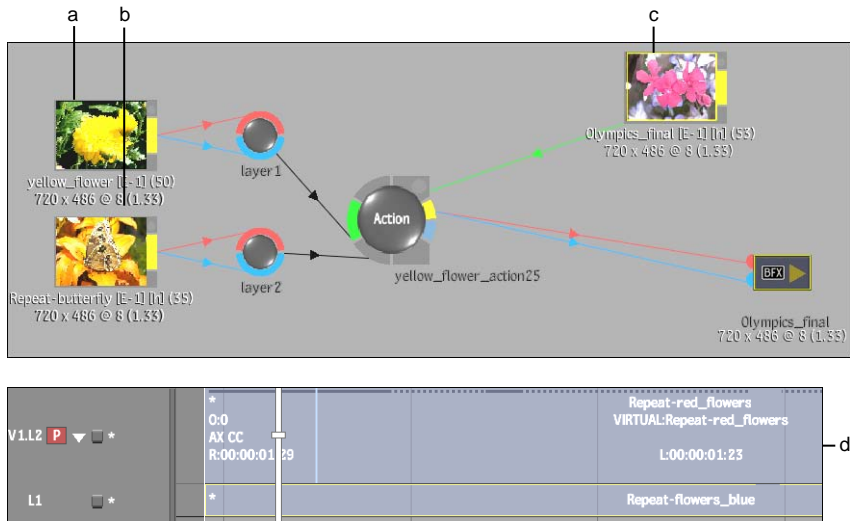 a b c
yellow_flower [E-1] (50)
720 x 486 @ 8 (1.33)
layer1
Olympics_final [E-1] [h] (53)
720 x 486 @ 8 (1.33)
Action
Repeat-butterfly [E-1] [h] (35)
720 x 486 @ 8 (1.33)
layer2
yellow_flower_action25
BFX
Olympics_final
720 x 486 @ 8 (1.33)
V1.L2 P *
*
O:0
AX CC
R:00:00:01 29
Repeat-red_flowers
VIRTUAL:Repeat-red_flowers
L:00:00:01:23
d
L1 *
*
Repeat-flowers_blue